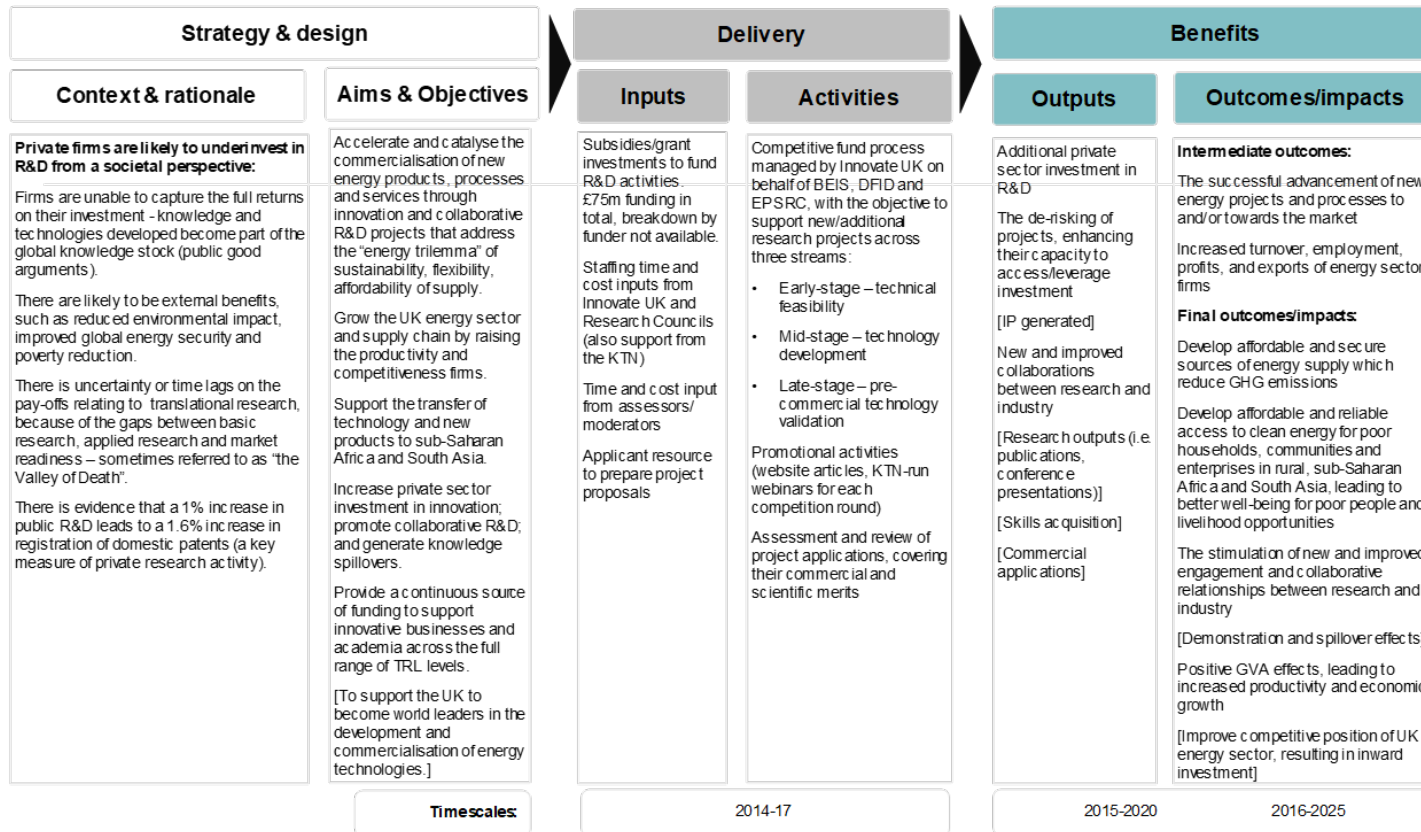 Strategy & design
Delivery
Benefits
Context & rationale
Aims & Objectives
Inputs
Activities
Outputs
Outcomes/impacts
Private firms are likely to underinvest in
R&D from a societal perspective:
Firms are unable to capture the full returns
on their investment - knowledge and
technologies developed become part of the
global knowledge stock (public good
arguments).
There are likely to be external benefits,
such as reduced environmental impact,
improved global energy security and
poverty reduction.
There is uncertainty or time lags on the
pay-offs relating to translational research,
because of the gaps between basic
research, applied research and market
readiness – sometimes referred to as “the
Valley of Death”.
There is evidence that a 1% increase in
public R&D leads to a 1.6% increase in
registration of domestic patents (a key
measure of private research activity).
Accelerate and catalyse the
commercialisation of new
energy products, processes
and services through
innovation and collaborative
R&D projects that address
the “energy trilemma” of
sustainability, flexibility,
affordability of supply.
Grow the UK energy sector
and supply chain by raising
the productivity and
competitiveness firms.
Support the transfer of
technology and new
products to sub-Saharan
Africa and South Asia.
Increase private sector
investment in innovation;
promote collaborative R&D;
and generate knowledge
spillovers.
Provide a continuous source
of funding to support
innovative businesses and
academia across the full
range of TRL levels.
[To support the UK to
become world leaders in the
development and
commercialisation of energy
technologies.]
Subsidies/grant
investments to fund
R&D activities.
£75m funding in
total, breakdown by
funder not available.
Staffing time and
cost inputs from
Innovate UK and
Research Councils
(also support from
the KTN)
Time and cost input
from assessors/
moderators
Applicant resource
to prepare project
proposals
Competitive fund process
managed by Innovate UK on
behalf of BEIS, DFID and
EPSRC, with the objective to
support new/additional
research projects across
three streams:
• Early-stage – technical
feasibility
• Mid-stage – technology
development
• Late-stage – pre-
commercial technology
validation
Promotional activities
(website articles, KTN-run
webinars for each
competition round)
Assessment and review of
project applications, covering
their commercial and
scientific merits
Additional private
sector investment in
R&D
The de-risking of
projects, enhancing
their capacity to
access/leverage
investment
[IP generated]
New and improved
collaborations
between research and
industry
[Research outputs (i.e.
publications,
conference
presentations)]
[Skills acquisition]
[Commercial
applications]
Intermediate outcomes:
The successful advancement of new
energy projects and processes to
and/or towards the market
Increased turnover, employment,
profits, and exports of energy sector
firms
Final outcomes/impacts:
Develop affordable and secure
sources of energy supply which
reduce GHG emissions
Develop affordable and reliable
access to clean energy for poor
households, communities and
enterprises in rural, sub-Saharan
Africa and South Asia, leading to
better well-being for poor people and
livelihood opportunities
The stimulation of new and improved
engagement and collaborative
relationships between research and
industry
[Demonstration and spillover effects]
Positive GVA effects, leading to
increased productivity and economic
growth
[Improve competitive position of UK
energy sector, resulting in inward
investment]
Timescales:
2014-17
2015-2020
2016-2025